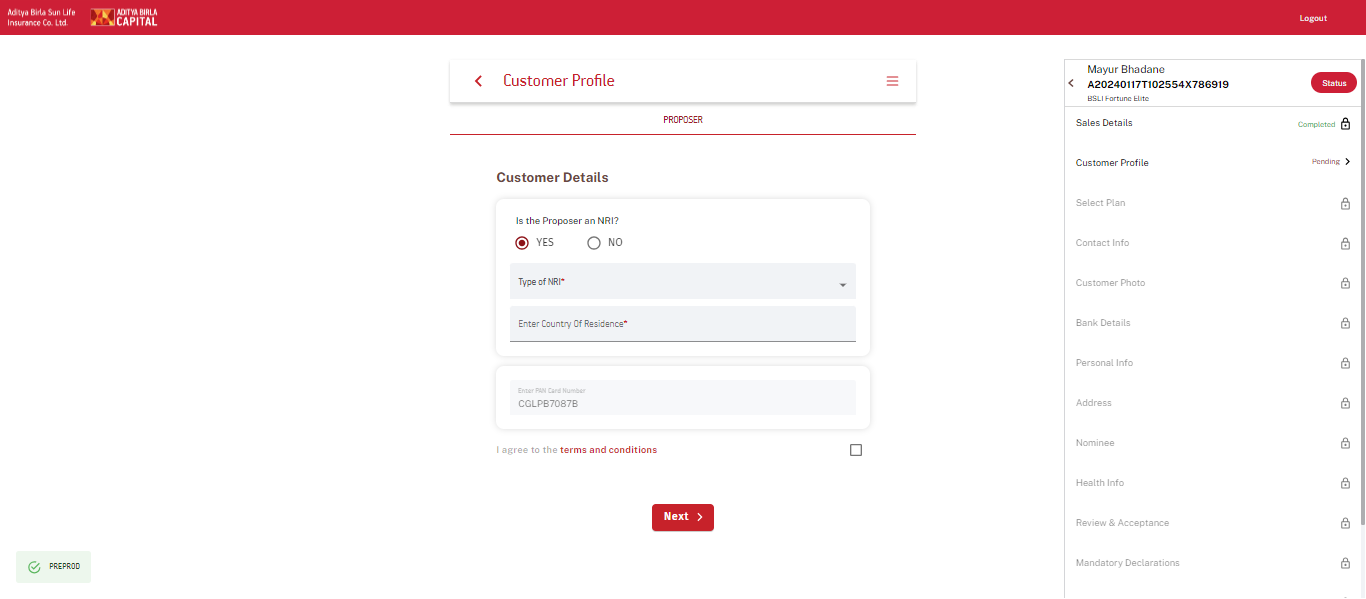 Aditya Birla Sun Life
Insurance Co. Ltd.
ADITYA BIRLA
CAPITAL
Logout
Customer Profile
PROPOSER
Customer Details
Is the Proposer an NRI?
YES
NO
Type of NRI*
Enter Country Of Residence*
Enter PAN Card Number
CGLPB7087B
I agree to the terms and conditions
Next
PREPROD
Mayur Bhadane
A20240117T102554X786919
BSLI Fortune Elite
Status
Sales Details
Completed
Customer Profile
Pending
Select Plan
Contact Info
Customer Photo
Bank Details
Personal Info
Address
Nominee
Health Info
Review & Acceptance
Mandatory Declarations